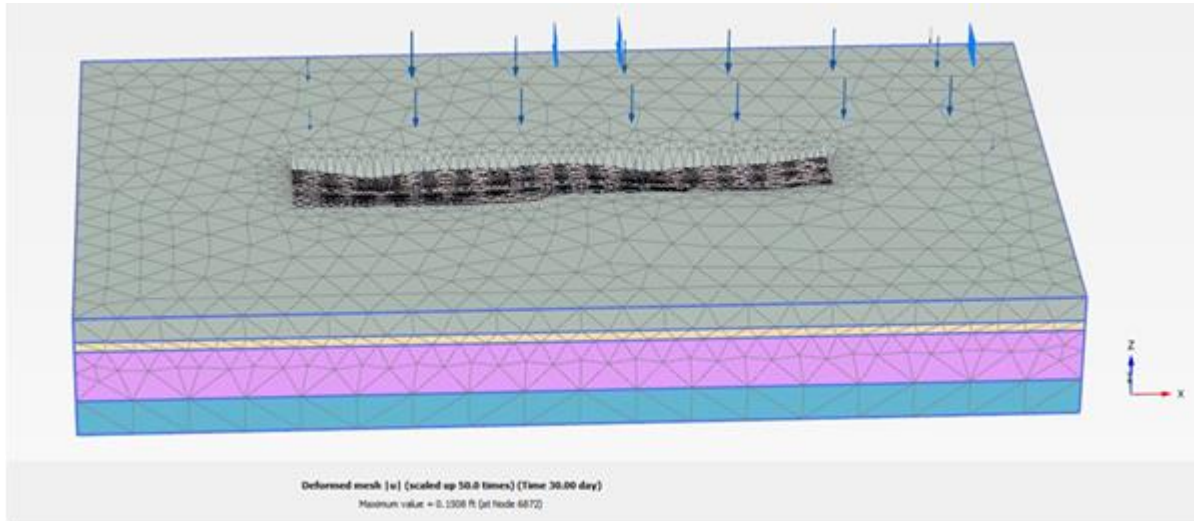 Z
X
Deformed mesh |u| (scaled up 50.0 times) (Time 30.00 day)
Maximum value = 0.1508 ft (at Node 6872)